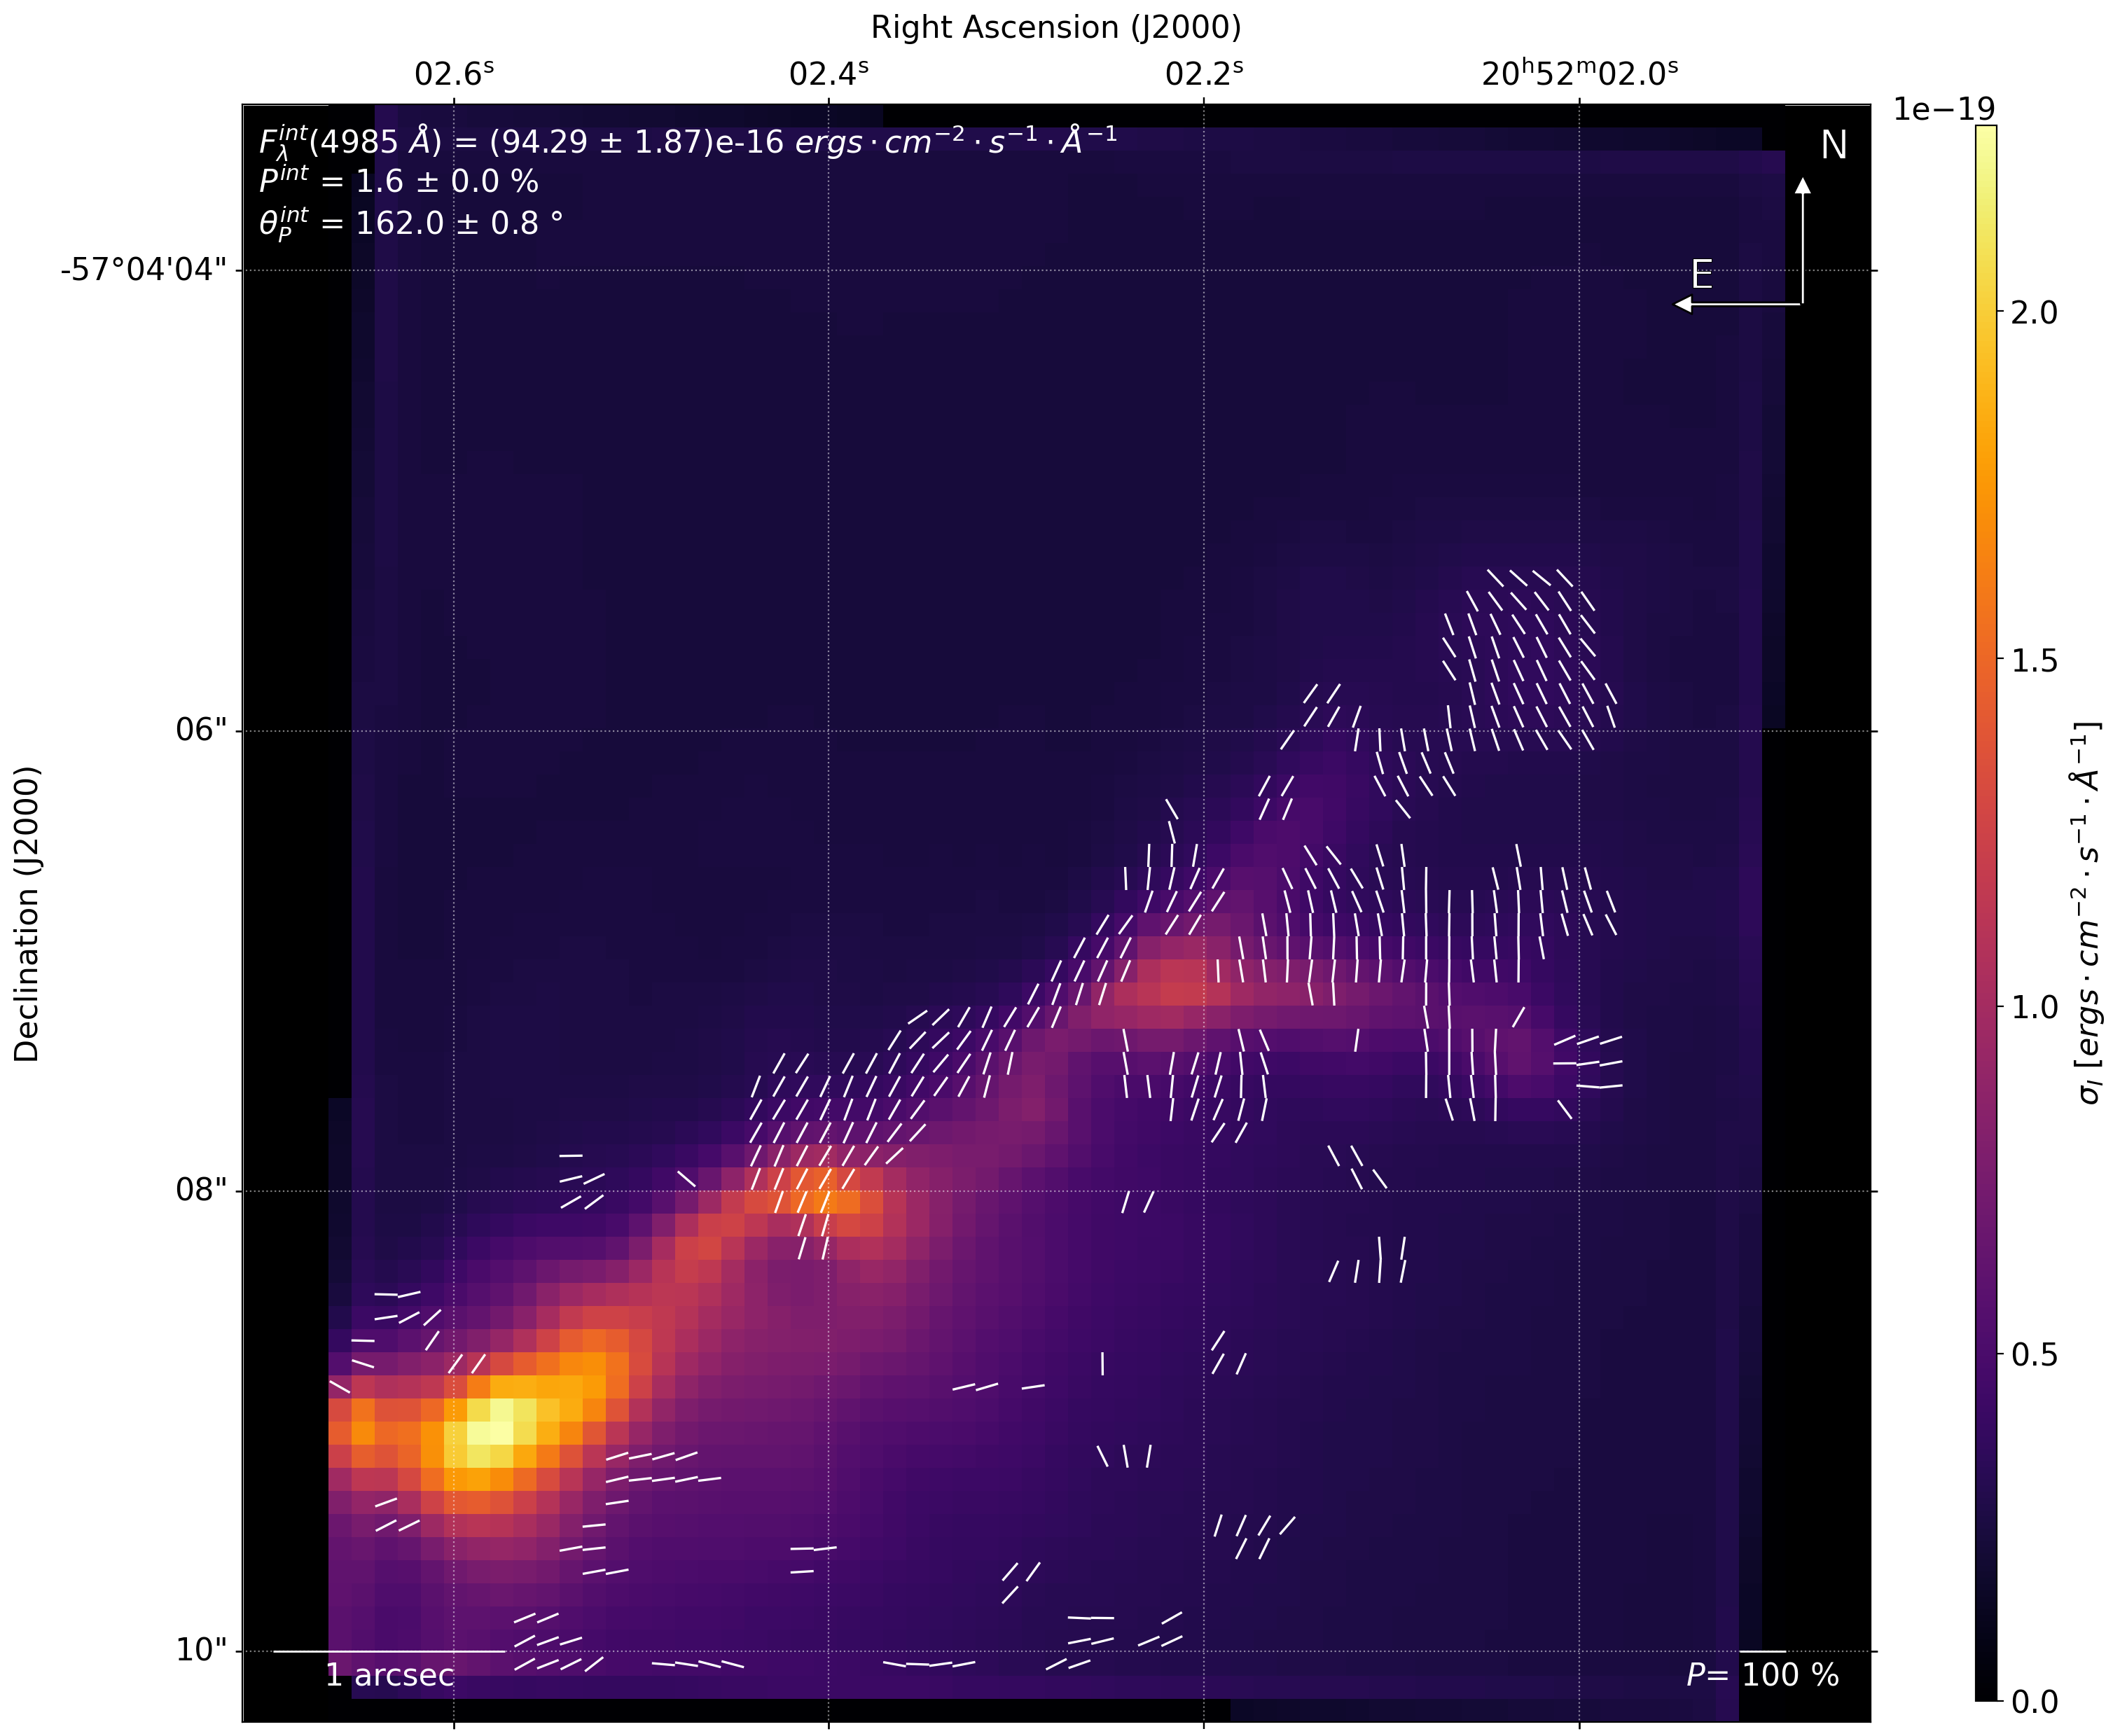 Right Ascension (J2000)
02.6ˢ 02.4ˢ 02.2ˢ 20ʰ52ᵐ02.0ˢ
1e−19
F_λ^int(4985 Å) = (94.29 ± 1.87)e-16 ergs · cm⁻² · s⁻¹ · Å⁻¹
P^int = 1.6 ± 0.0 %
θ_P^int = 162.0 ± 0.8 °
N
E
-57°04'04"
06"
08"
10"
Declination (J2000)
1 arcsec
P= 100 %
2.0
1.5
1.0
0.5
0.0
σ_I [ergs · cm⁻² · s⁻¹ · Å⁻¹]